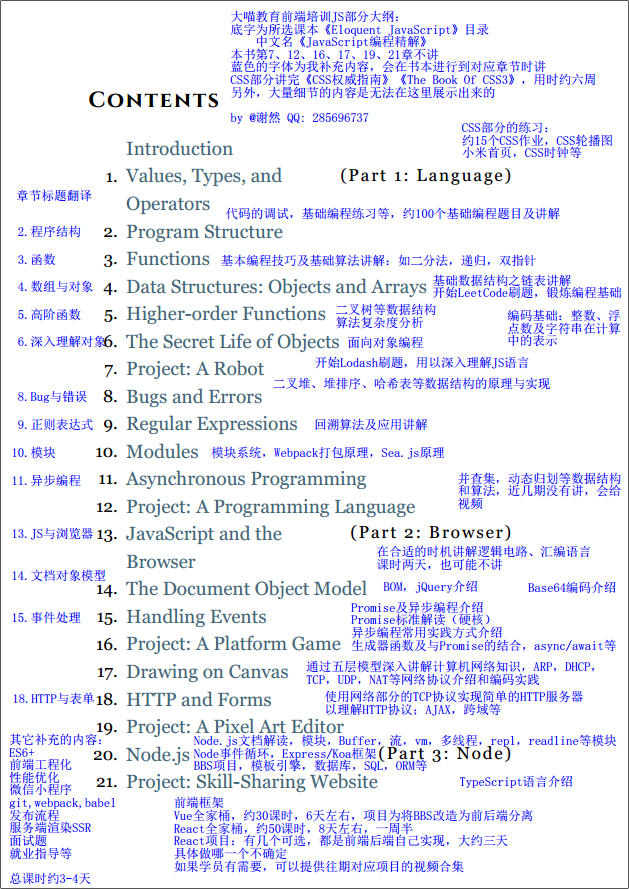 大喵教育前端培训JS部分大纲:
底字为所选课本《Eloquent JavaScript》目录
中文名《JavaScript编程精解》
本书第7、12、16、17、19、21章不讲
蓝色的字体为我补充内容，会在书本进行到对应章节时讲
CSS部分讲完《CSS权威指南》《The Book Of CSS3》，用时约六周
另外，大量细节的内容是无法在这里展示出来的
by @谢然 QQ: 285696737
CONTENTS
CSS部分的练习:
约15个CSS作业，CSS轮播图
小米首页，CSS时钟等
Introduction
1. Values, Types, and
Operators
(Part 1: Language)
章节标题翻译
代码的调试，基础编程练习等，约100个基础编程题目及讲解
2.程序结构
2. Program Structure
3.函数
3. Functions
基本编程技巧及基础算法讲解：如二分法，递归，双指针
4.数组与对象
4. Data Structures: Objects and Arrays
基础数据结构之链表讲解
开始LeetCode刷题，锻炼编程基础
5.高阶函数
5. Higher-order Functions
二叉树等数据结构
算法复杂度分析
编码基础：整数、浮
点数及字符串在计算
中的表示
6.深入理解对象
6. The Secret Life of Objects
面向对象编程
7. Project: A Robot
开始Lodash刷题，用以深入理解JS语言
二叉堆、堆排序、哈希表等数据结构的原理与实现
8.Bug与错误
8. Bugs and Errors
9.正则表达式
9. Regular Expressions
回溯算法及应用讲解
10.模块
10. Modules
模块系统，Webpack打包原理，Sea.js原理
11.异步编程
11. Asynchronous Programming
并查集，动态归划等数据结构
和算法，近几期没有讲，会给
视频
12. Project: A Programming Language
13.JS与浏览器
13. JavaScript and the
Browser
(Part 2: Browser)
在合适的时机讲解逻辑电路、汇编语言
课时两天，也可能不讲
14.文档对象模型
14. The Document Object Model
BOM，jQuery介绍
Base64编码介绍
15.事件处理
15. Handling Events
Promise及异步编程介绍
Promise标准解读（硬核）
异步编程常用实践方式介绍
生成器函数及与Promise的结合，async/await等
16. Project: A Platform Game
17. Drawing on Canvas
通过五层模型深入讲解计算机网络知识，ARP，DHCP，
TCP，UDP，NAT等网络协议介绍和编码实践
18.HTTP与表单
18. HTTP and Forms
使用网络部分的TCP协议实现简单的HTTP服务器
以理解HTTP协议；AJAX，跨域等
19. Project: A Pixel Art Editor
20. Node.js
(Part 3: Node)
Node.js文档解读，模块，Buffer，流，vm，多线程，repl，readline等模块
Node事件循环，Express/Koa框架
BBS项目，模板引擎，数据库，SQL，ORM等
21. Project: Skill-Sharing Website
TypeScript语言介绍
其它补充的内容:
ES6+
前端工程化
性能优化
微信小程序
git,webpack,babel
发布流程
服务端渲染SSR
面试题
就业指导等
总课时约3-4天
前端框架
Vue全家桶，约30课时，6天左右，项目为将BBS改造为前后端分离
React全家桶，约50课时，8天左右，一周半
React项目：有几个可选，都是前端后端自己实现，大约三天
具体做哪一个不确定
如果学员有需要，可以提供往期对应项目的视频合集